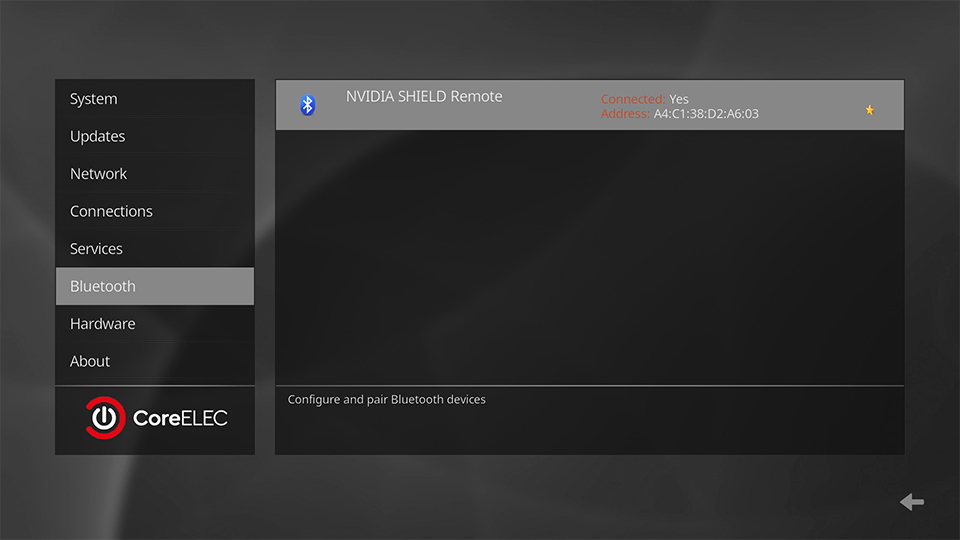 System
Updates
Network
Connections
Services
Bluetooth
Hardware
About
CoreELEC
NVIDIA SHIELD Remote
Connected: Yes
Address: A4:C1:38:D2:A6:03
Configure and pair Bluetooth devices